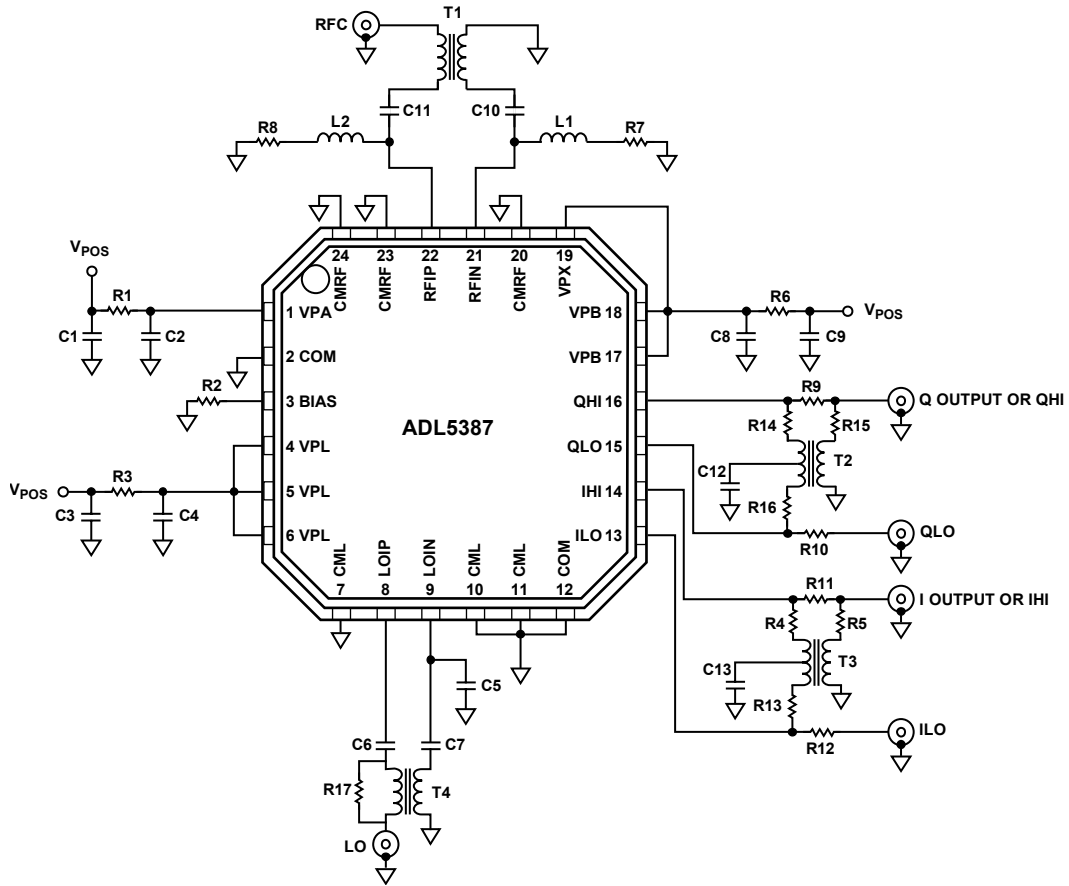 RFC
T1
C11
C10
R8
L2
L1
R7
24
23
22
21
20
19
CMRF
CMRF
RFIP
RFIN
CMRF
VPX
VPOS
R1
C1
C2
1 VPA
2 COM
R2
3 BIAS
4 VPL
VPOS
R3
5 VPL
C3
C4
6 VPL
ADL5387
VPB 18
R6
VPOS
C8
C9
VPB 17
R9
QHI 16
Q OUTPUT OR QHI
R14
R15
QLO 15
C12
T2
IHI 14
R16
ILO 13
R10
QLO
CML
LOIP
LOIN
CML
CML
COM
7
8
9
10
11
12
R11
I OUTPUT OR IHI
R4
R5
C13
T3
R13
R12
ILO
C5
C6
C7
R17
T4
LO